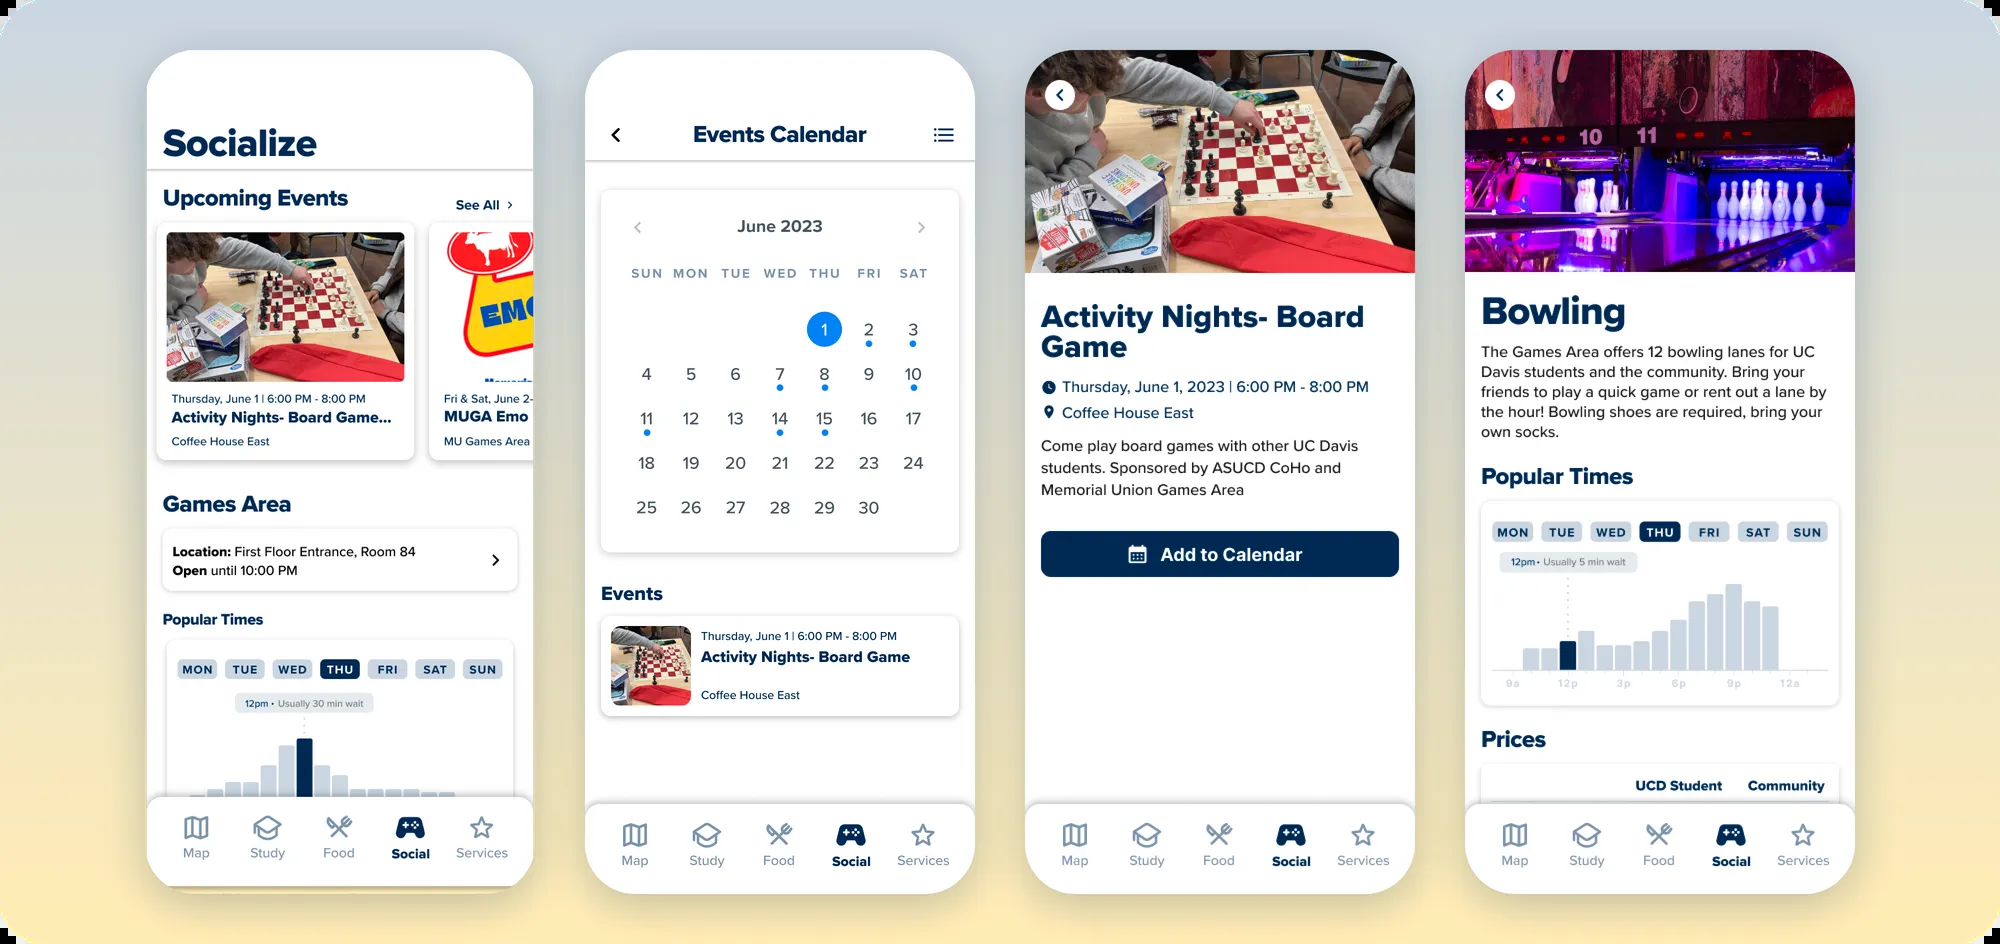 Socialize
Upcoming Events
See All
Thursday, June 1 | 6:00 PM - 8:00 PM
Activity Nights- Board Game...
Coffee House East
EMO
Fri & Sat, June 2-
MUGA Emo
MU Games Area
Games Area
Location: First Floor Entrance, Room 84
Open until 10:00 PM
Popular Times
MON TUE WED THU FRI SAT SUN
12pm • Usually 30 min wait
Map Study Food Social Services
Events Calendar
June 2023
SUN MON TUE WED THU FRI SAT
1 2 3
4 5 6 7 8 9 10
11 12 13 14 15 16 17
18 19 20 21 22 23 24
25 26 27 28 29 30
Events
Thursday, June 1 | 6:00 PM - 8:00 PM
Activity Nights- Board Game
Coffee House East
Map Study Food Social Services
Activity Nights- Board
Game
Thursday, June 1, 2023 | 6:00 PM - 8:00 PM
Coffee House East
Come play board games with other UC Davis
students. Sponsored by ASUCD CoHo and
Memorial Union Games Area
Add to Calendar
Map Study Food Social Services
10 11
Bowling
The Games Area offers 12 bowling lanes for UC
Davis students and the community. Bring your
friends to play a quick game or rent out a lane by
the hour! Bowling shoes are required, bring your
own socks.
Popular Times
MON TUE WED THU FRI SAT SUN
12pm • Usually 5 min wait
9a 12p 3p 6p 9p 12a
Prices
UCD Student Community
Map Study Food Social Services